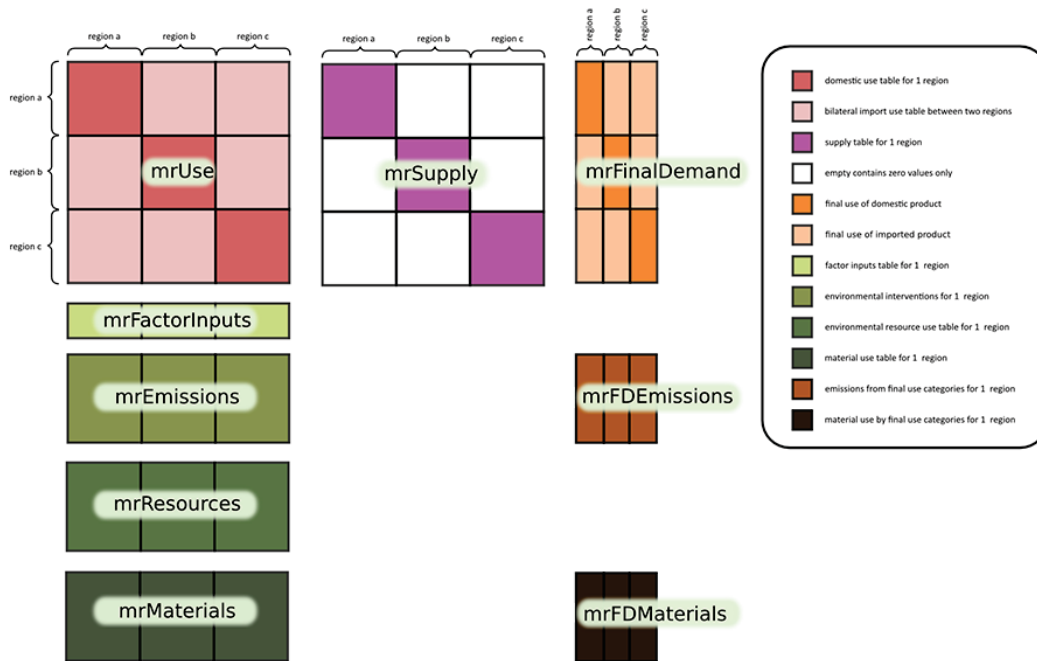 region a
region b
region c
region a
region b
region c
region a
region b
region c
region a
region b
region c
mrUse
mrSupply
mrFinalDemand
mrFactorInputs
mrEmissions
mrFDEmissions
mrResources
mrMaterials
mrFDMaterials
domestic use table for 1 region
bilateral import use table between two regions
supply table for 1 region
empty contains zero values only
final use of domestic product
final use of imported product
factor inputs table for 1 region
environmental interventions for 1 region
environmental resource use table for 1 region
material use table for 1 region
emissions from final use categories for 1 region
material use by final use categories for 1 region